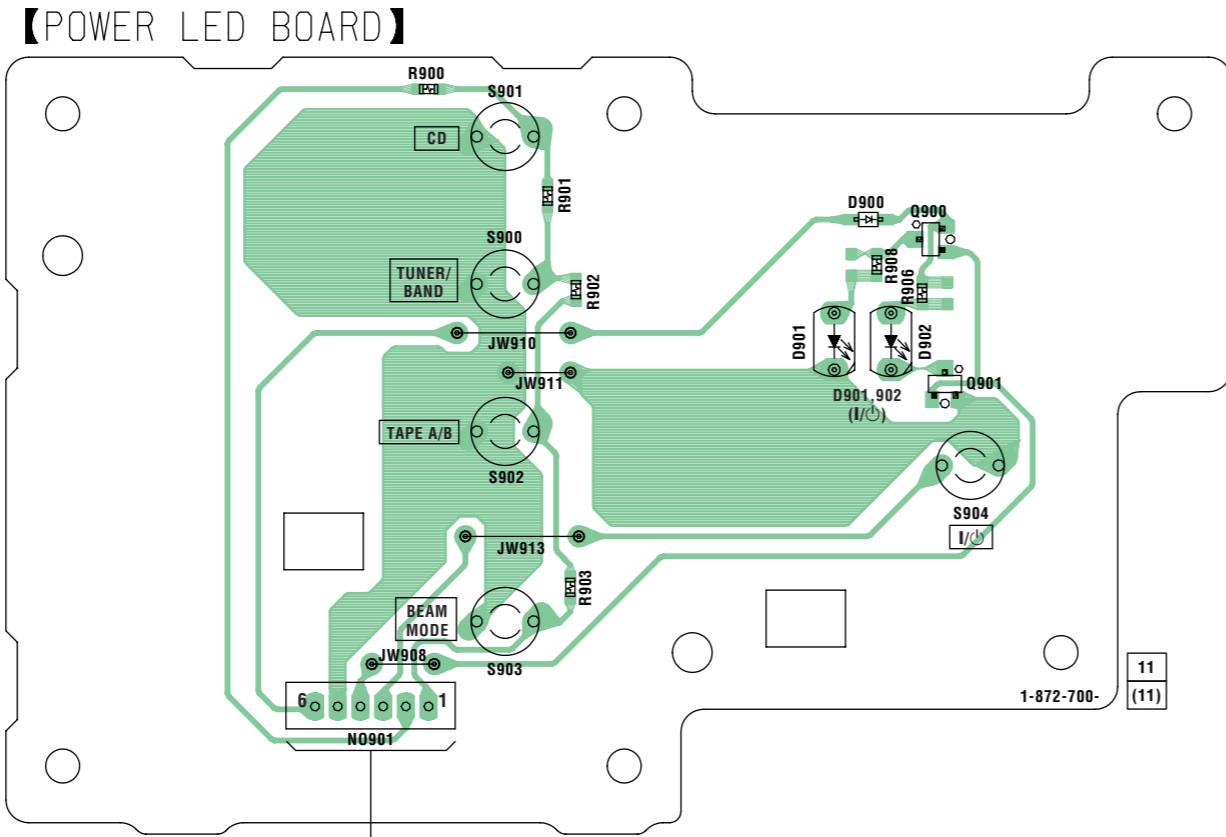 【POWER LED BOARD】
R900
S901
CD
R901
D900
Q900
S900
TUNER/
BAND
R902
R908
R906
JW910
D901
D902
JW911
Q901
D901,902
(I/⏻)
TAPE A/B
S902
S904
I/⏻
JW913
R903
BEAM
MODE
JW908
S903
6
1
1-872-700-
11
(11)
NO901